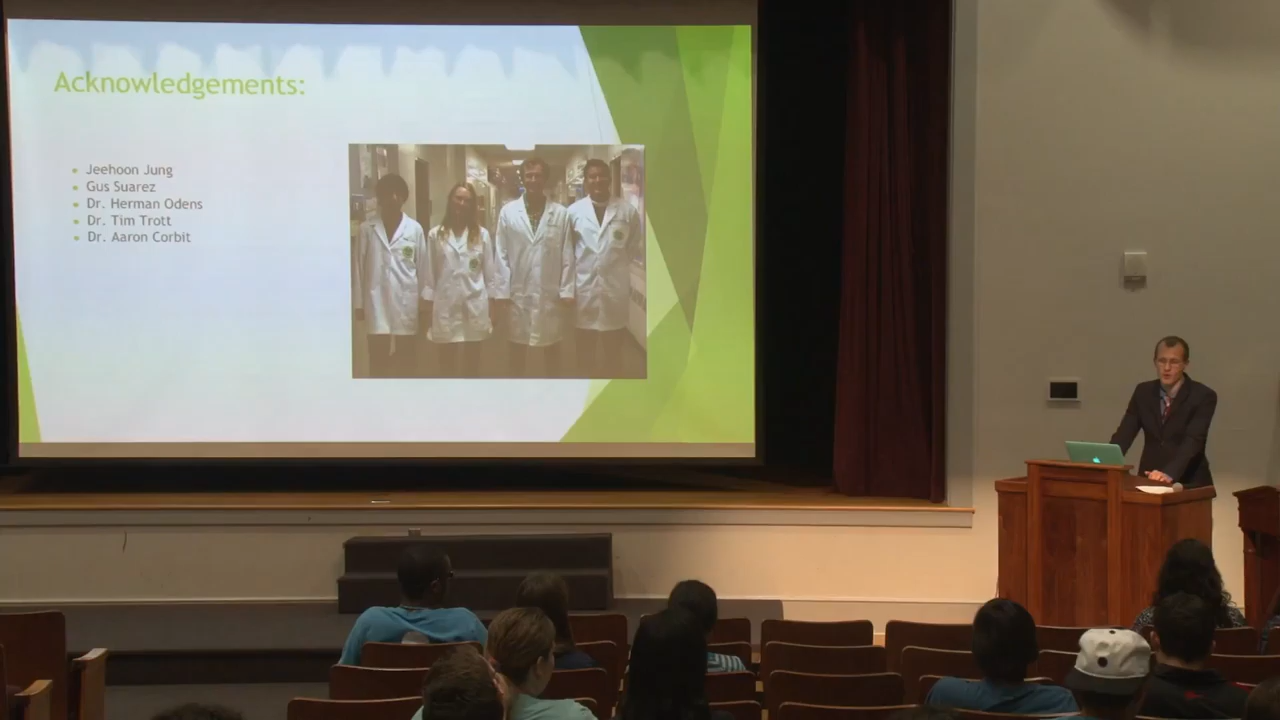 Acknowledgements:
Jeehoon Jung
Gus Suarez
Dr. Herman Odens
Dr. Tim Trott
Dr. Aaron Corbit